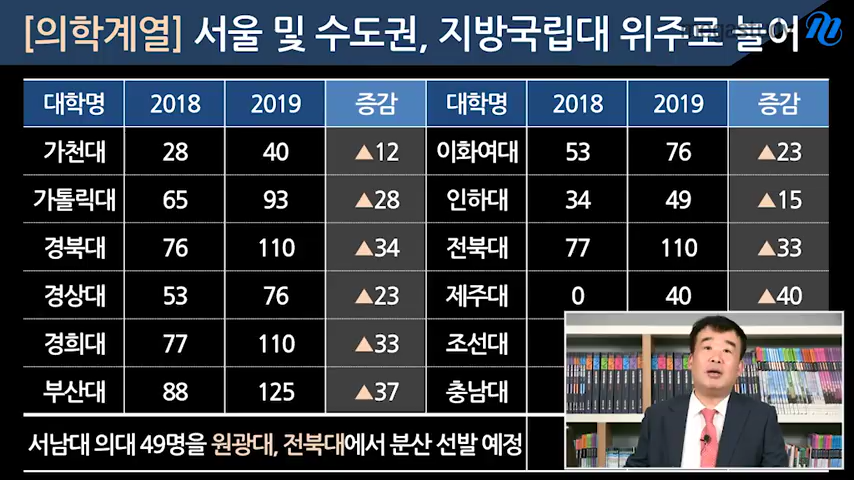 [의학계열] 서울 및 수도권, 지방국립대 위주로 늘어
대학명 2018 2019 증감 대학명 2018 2019 증감
가천대 28 40 ▲12 이화여대 53 76 ▲23
가톨릭대 65 93 ▲28 인하대 34 49 ▲15
경북대 76 110 ▲34 전북대 77 110 ▲33
경상대 53 76 ▲23 제주대 0 40 ▲40
경희대 77 110 ▲33 조선대
부산대 88 125 ▲37 충남대
서남대 의대 49명을 원광대, 전북대에서 분산 선발 예정